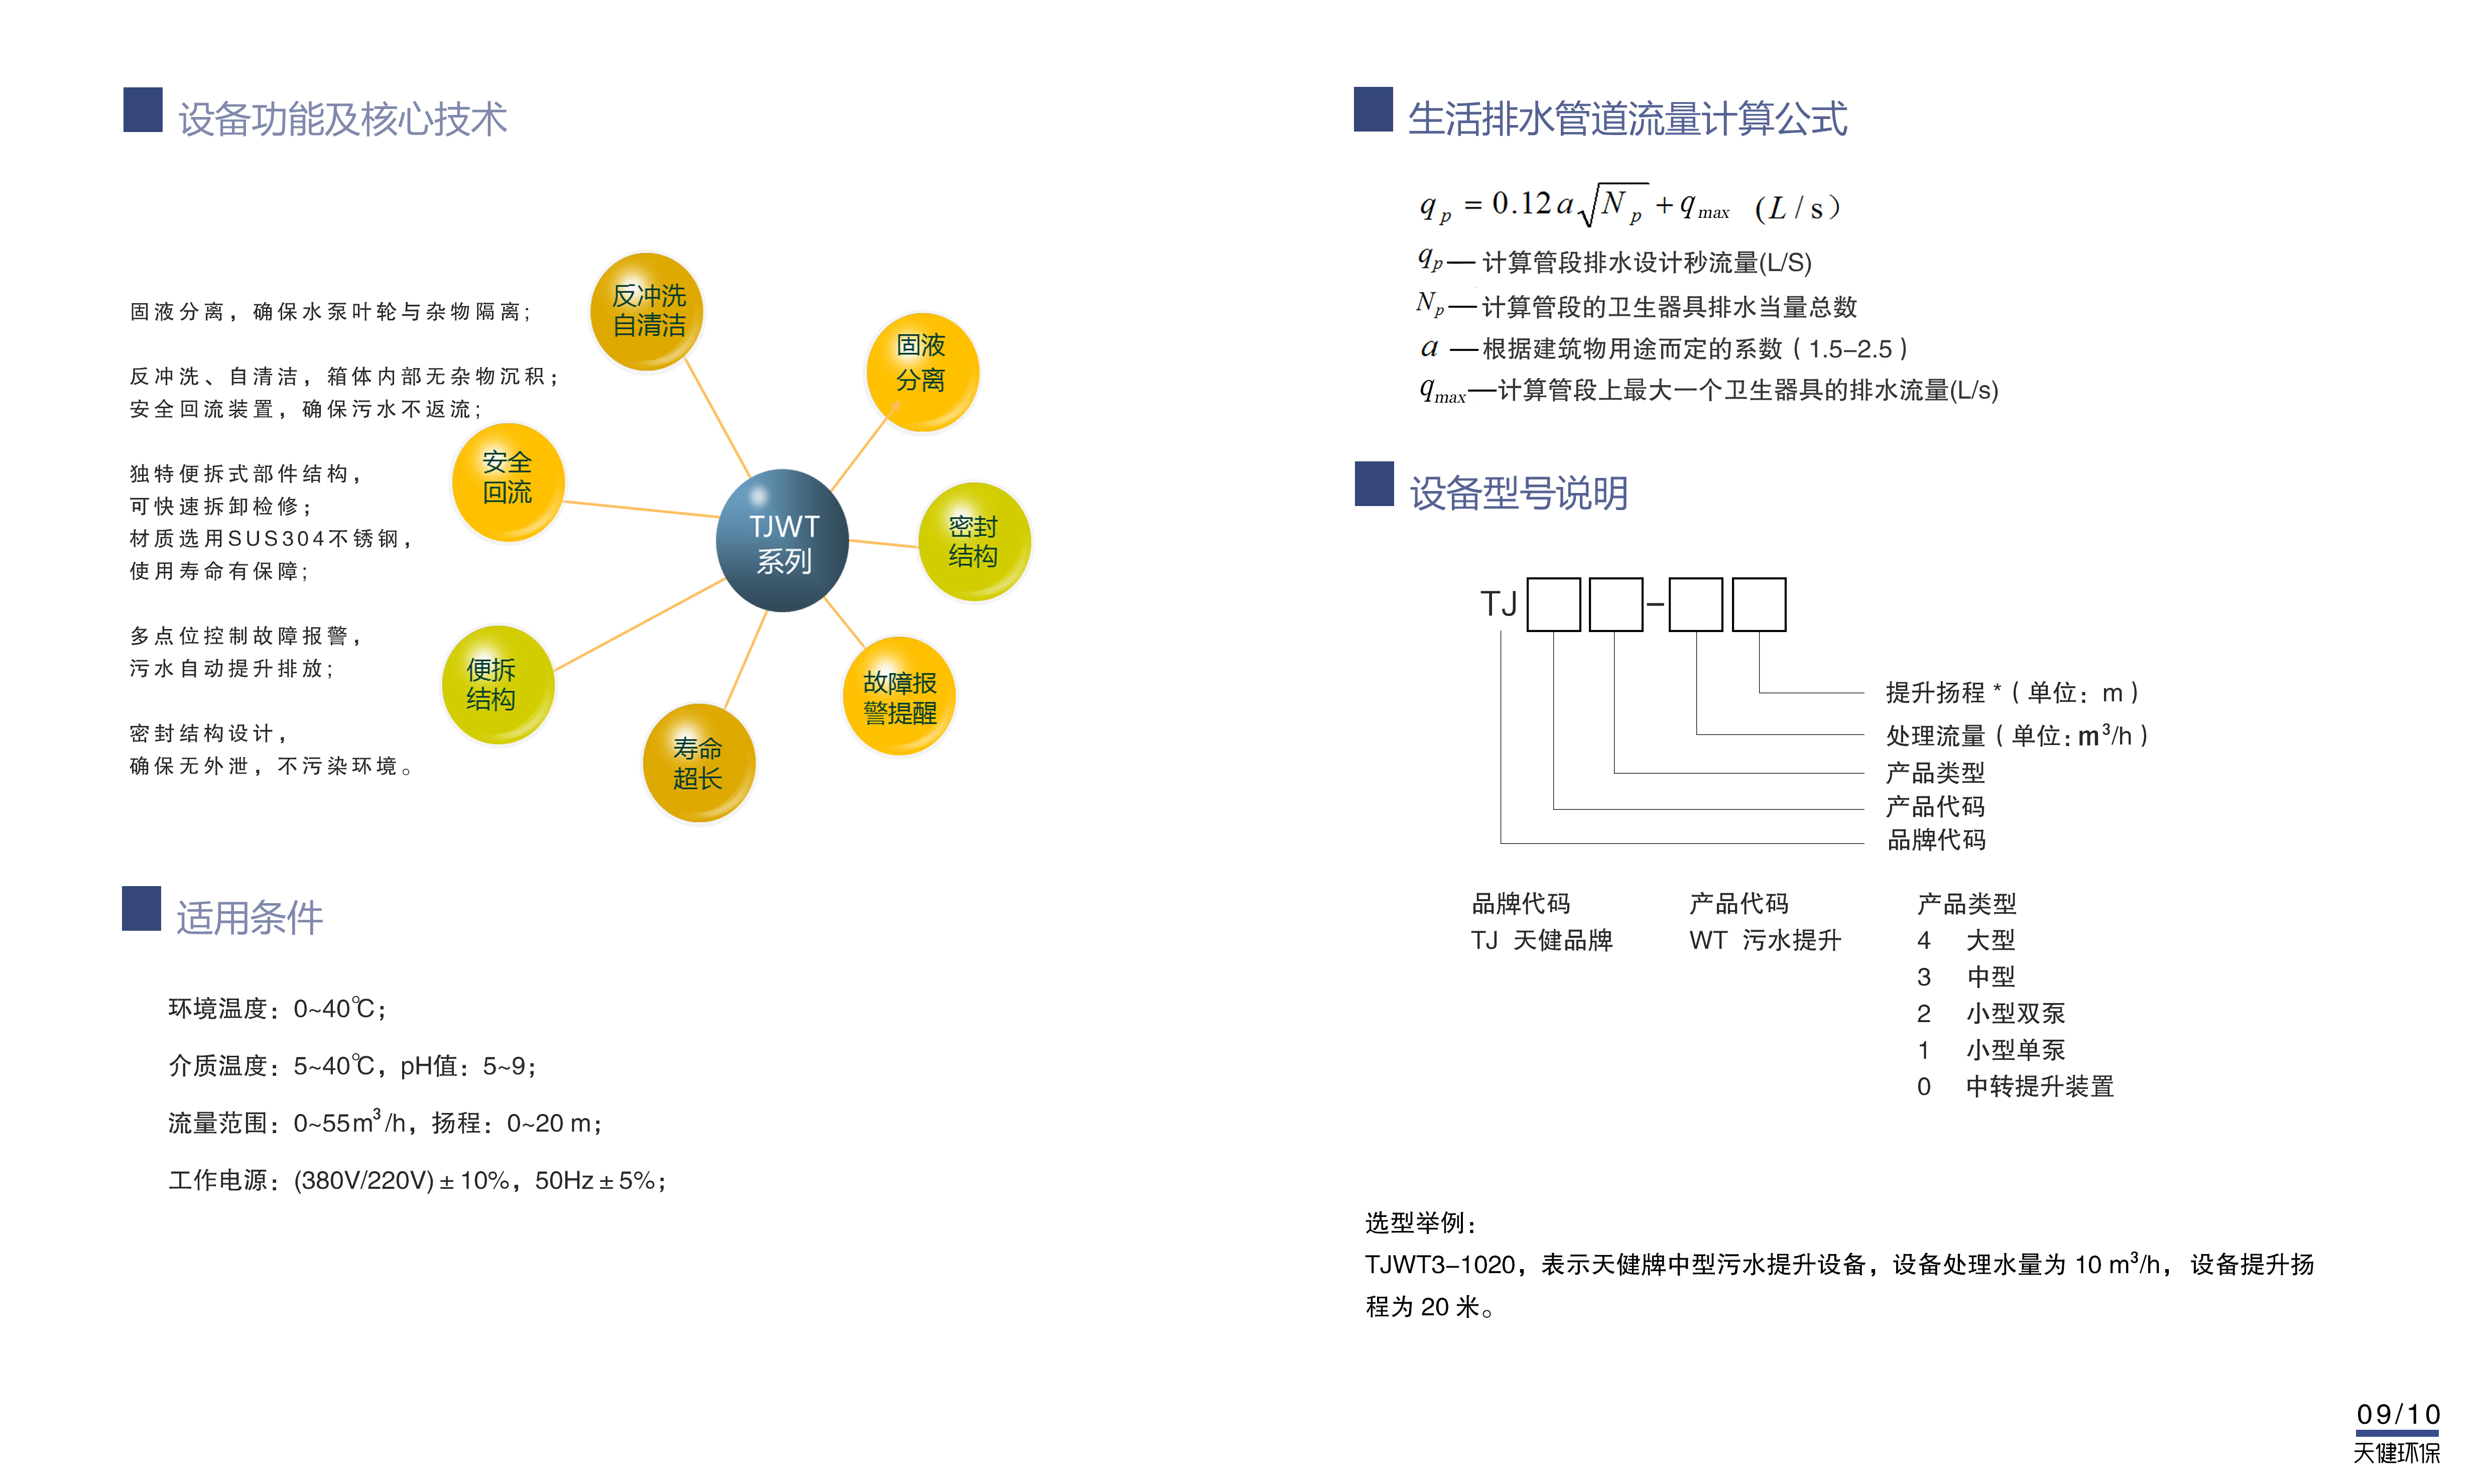 设备功能及核心技术
固液分离，确保水泵叶轮与杂物隔离；
反冲洗、自清洁，箱体内部无杂物沉积；
安全回流装置，确保污水不返流；
独特便拆式部件结构，
可快速拆卸检修；
材质选用SUS304不锈钢，
使用寿命有保障；
多点位控制故障报警，
污水自动提升排放；
密封结构设计，
确保无外泄，不污染环境。
反冲洗
自清洁
固液
分离
安全
回流
TJWT
系列
密封
结构
便拆
结构
故障报
警提醒
寿命
超长
适用条件
环境温度：0~40℃；
介质温度：5~40℃，pH值：5~9；
流量范围：0~55m³/h，扬程：0~20 m；
工作电源：(380V/220V)±10%，50Hz±5%；
生活排水管道流量计算公式
q_p = 0.12a√N_p + q_max (L/s)
q_p — 计算管段排水设计秒流量(L/S)
N_p — 计算管段的卫生器具排水当量总数
a — 根据建筑物用途而定的系数（1.5–2.5）
q_max — 计算管段上最大一个卫生器具的排水流量(L/s)
设备型号说明
TJ□□–□□
提升扬程 *（单位：m）
处理流量（单位：m³/h）
产品类型
产品代码
品牌代码
品牌代码 产品代码 产品类型
TJ 天健品牌 WT 污水提升 4 大型
3 中型
2 小型双泵
1 小型单泵
0 中转提升装置
选型举例：
TJWT3–1020，表示天健牌中型污水提升设备，设备处理水量为 10 m³/h，设备提升扬
程为 20 米。
09/10
天健环保